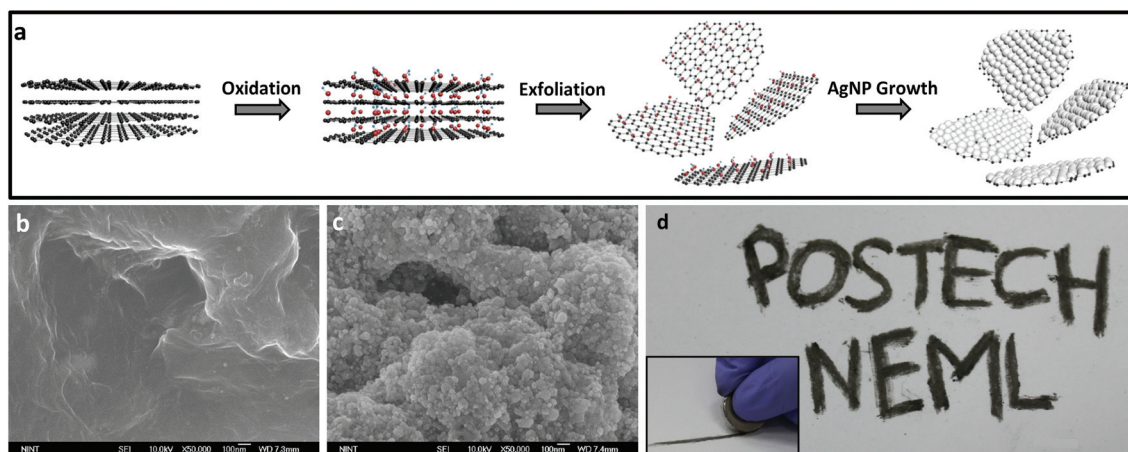 a
Oxidation
Exfoliation
AgNP Growth
b
NINT SEI 10.0kV X50,000 100nm WD 7.3mm
c
NINT SEI 10.0kV X50,000 100nm WD 7.4mm
d
POSTECH
NEML